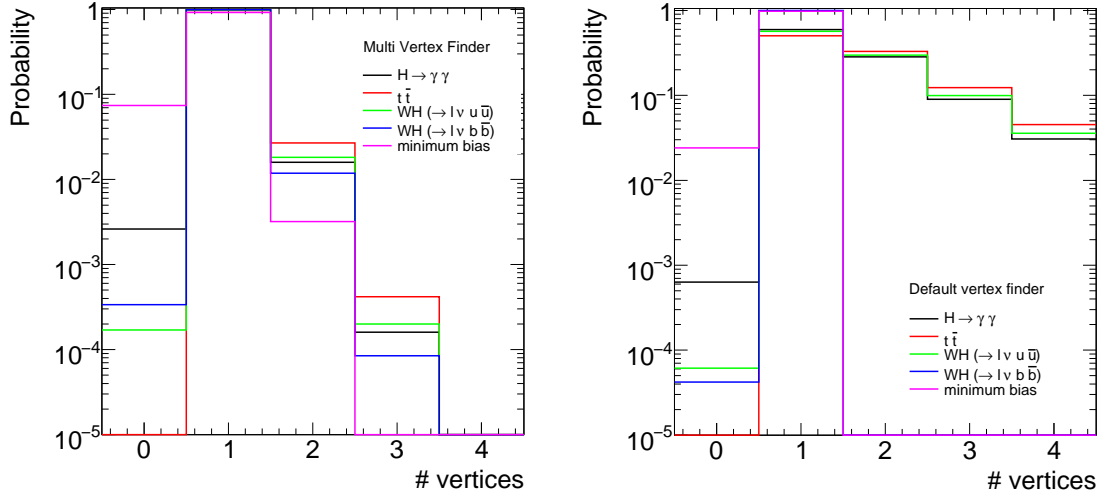 Probability
1
10⁻¹
10⁻²
10⁻³
10⁻⁴
10⁻⁵
0 1 2 3 4
# vertices
Multi Vertex Finder
H → γ γ
t t̅
WH (→ l ν u u̅)
WH (→ l ν b b̅)
minimum bias
Probability
1
10⁻¹
10⁻²
10⁻³
10⁻⁴
10⁻⁵
0 1 2 3 4
# vertices
Default vertex finder
H → γ γ
t t̅
WH (→ l ν u u̅)
WH (→ l ν b b̅)
minimum bias